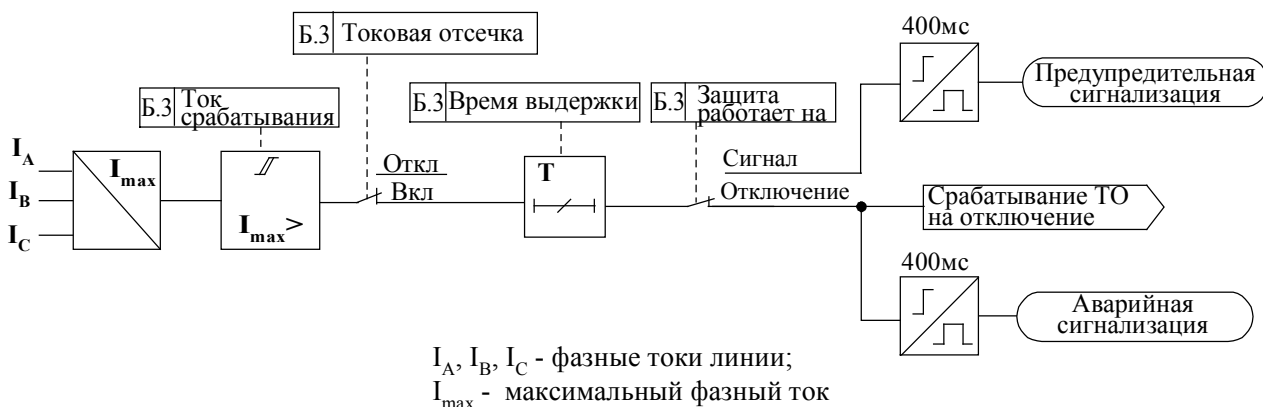 Б.3 Токовая отсечка
400мс
Предупредительная
сигнализация
Б.3 Ток
срабатывания
Б.3 Время выдержки
Б.3 Защита
работает на
I_A
I_B
I_C
I_max
I_max>
Откл
Вкл
T
Сигнал
Отключение
Срабатывание ТО
на отключение
400мс
Аварийная
сигнализация
I_A, I_B, I_C - фазные токи линии;
I_max - максимальный фазный ток